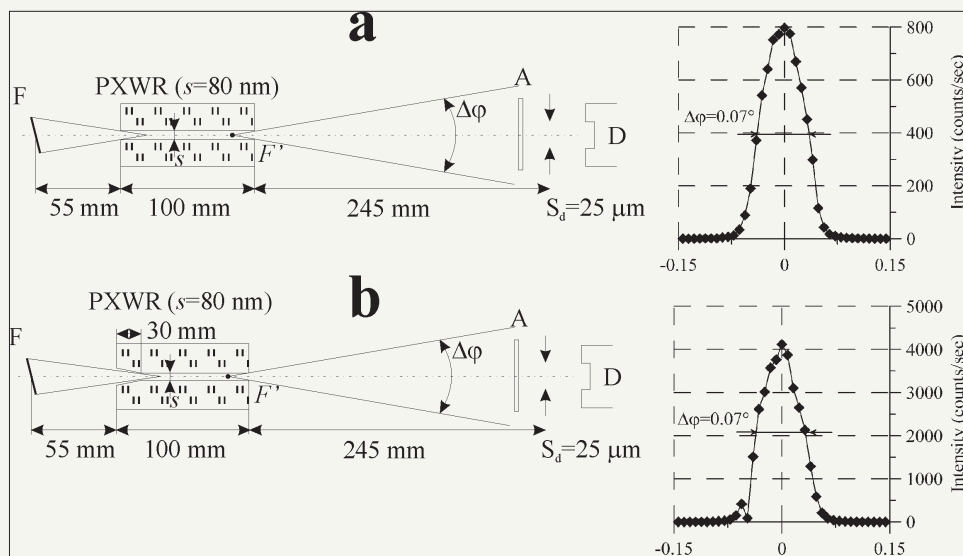 a
PXWR (s=80 nm)
F
A
Δφ
D
s
F'
55 mm
100 mm
245 mm
S_d=25 μm
800
600
400
200
0
Δφ=0.07°
Intensity (counts/sec)
-0.15
0
0.15
b
PXWR (s=80 nm)
30 mm
F
A
Δφ
D
s
F'
55 mm
100 mm
245 mm
S_d=25 μm
5000
4000
3000
2000
1000
0
Δφ=0.07°
Intensity (counts/sec)
-0.15
0
0.15